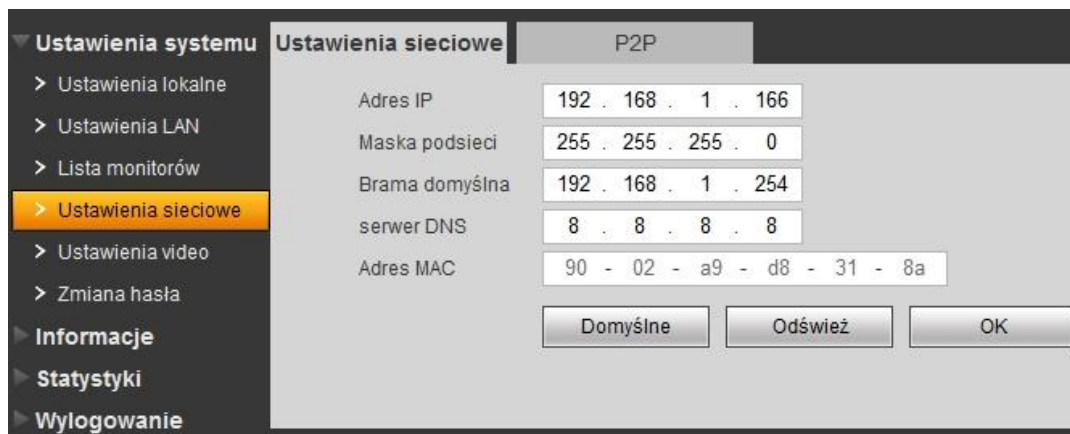 Ustawienia systemu
> Ustawienia lokalne
> Ustawienia LAN
> Lista monitorów
> Ustawienia sieciowe
> Ustawienia video
> Zmiana hasła
Informacje
Statystyki
Wylogowanie
Ustawienia sieciowe
P2P
Adres IP 192 . 168 . 1 . 166
Maska podsieci 255 . 255 . 255 . 0
Brama domyślna 192 . 168 . 1 . 254
serwer DNS 8 . 8 . 8 . 8
Adres MAC 90 - 02 - a9 - d8 - 31 - 8a
Domyślne Odśwież OK